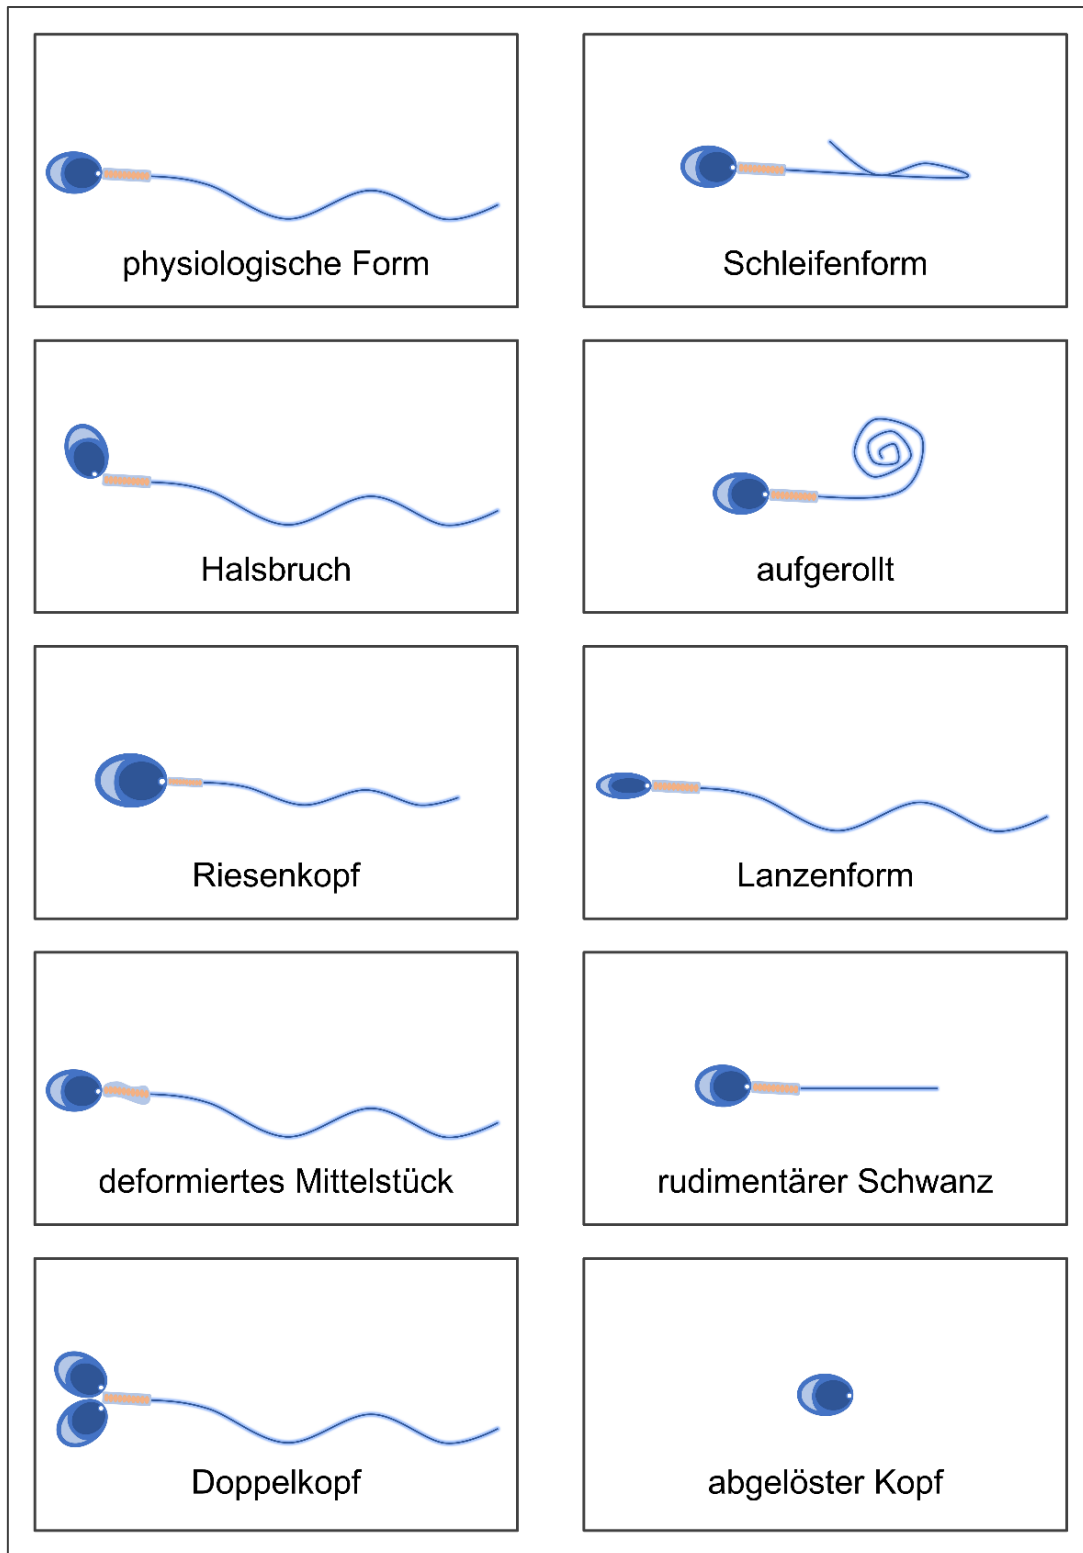 physiologische Form
Schleifenform
Halsbruch
aufgerollt
Riesenkopf
Lanzenform
deformiertes Mittelstück
rudimentärer Schwanz
Doppelkopf
abgelöster Kopf